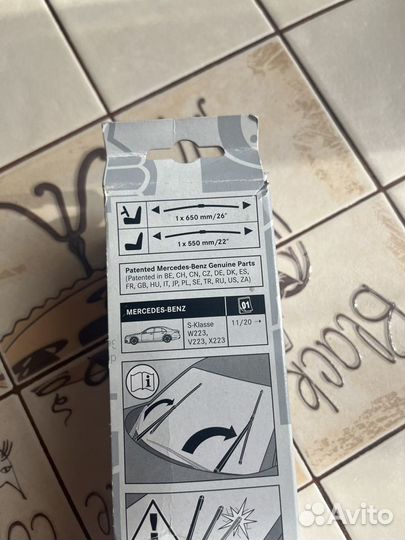 1 x 650 mm/26"
1 x 550 mm/22"
Patented Mercedes-Benz Genuine Parts
(Patented in BE, CH, CN, CZ, DE, DK, ES,
FR, GB, HU, IT, JP, PL, SE, TR, RU, US, ZA)
MERCEDES-BENZ
01
S-Klasse
W223,
V223, X223
11/20 →
Black
Avito